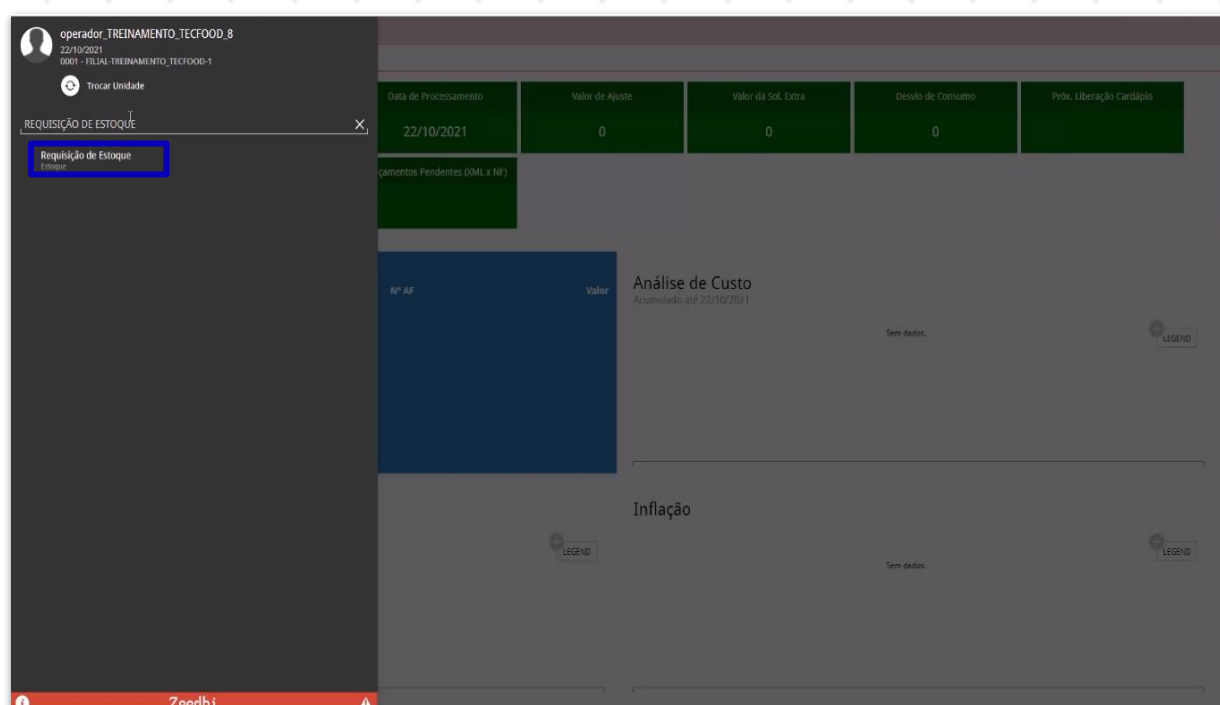 operador_TREINAMENTO_TECFOOD_8
22/10/2021
0001 - FILIAL-TREINAMENTO_TECFOOD-1
Trocar Unidade
REQUISIÇÃO DE ESTOQUE
Requisição de Estoque
Estoque
Data de Processamento
22/10/2021
Valor de Ajuste
0
Valor da Sol. Extra
0
Desvio de Consumo
0
Próx. Liberação Cardápio
çamentos Pendentes (XML x NF)
Nº AF
Valor
Análise de Custo
Acumulado até 22/10/2021
Sem dados.
LEGEND
LEGEND
Inflação
Sem dados.
LEGEND
Zeedhi